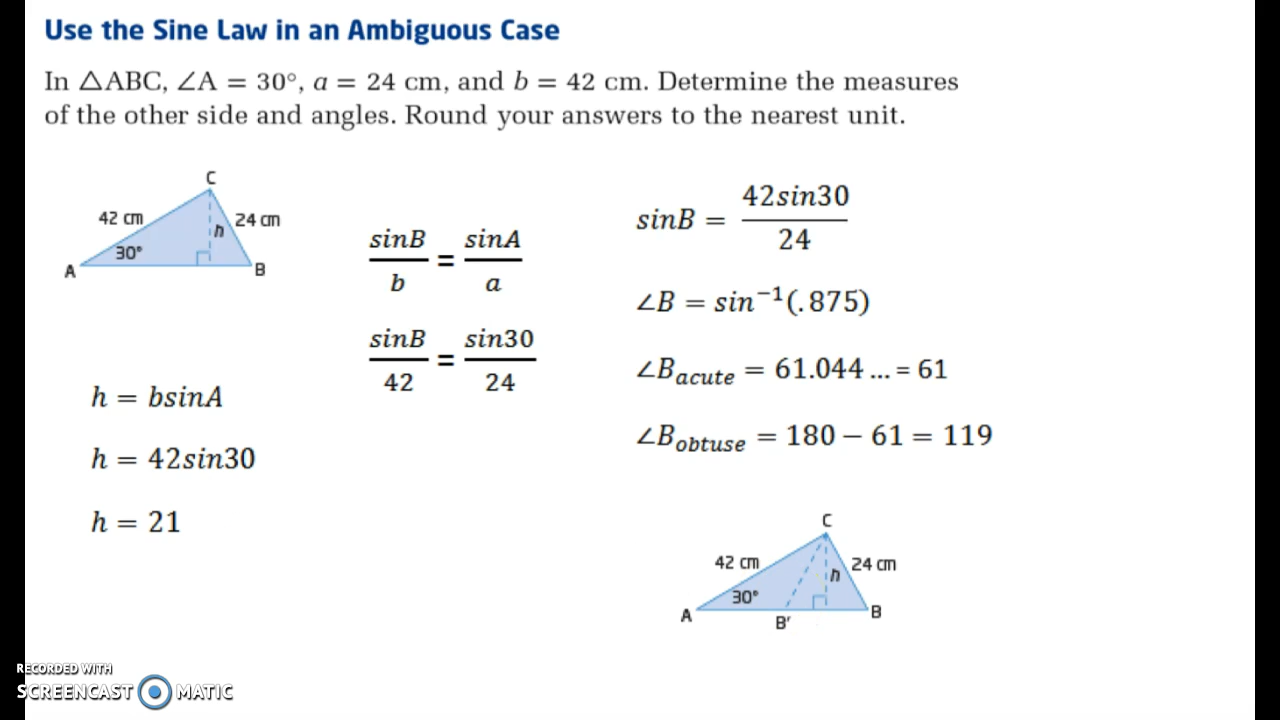 Use the Sine Law in an Ambiguous Case
In △ABC, ∠A = 30°, a = 24 cm, and b = 42 cm. Determine the measures
of the other side and angles. Round your answers to the nearest unit.
C
42 cm
24 cm
h
30°
A
B
sinB/b = sinA/a
sinB/42 = sin30/24
h = bsinA
h = 42sin30
h = 21
sinB = 42sin30/24
∠B = sin⁻¹(.875)
∠B_acute = 61.044 ... = 61
∠B_obtuse = 180 − 61 = 119
C
42 cm
24 cm
h
30°
A
B
B'
RECORDED WITH
SCREENCAST MATIC